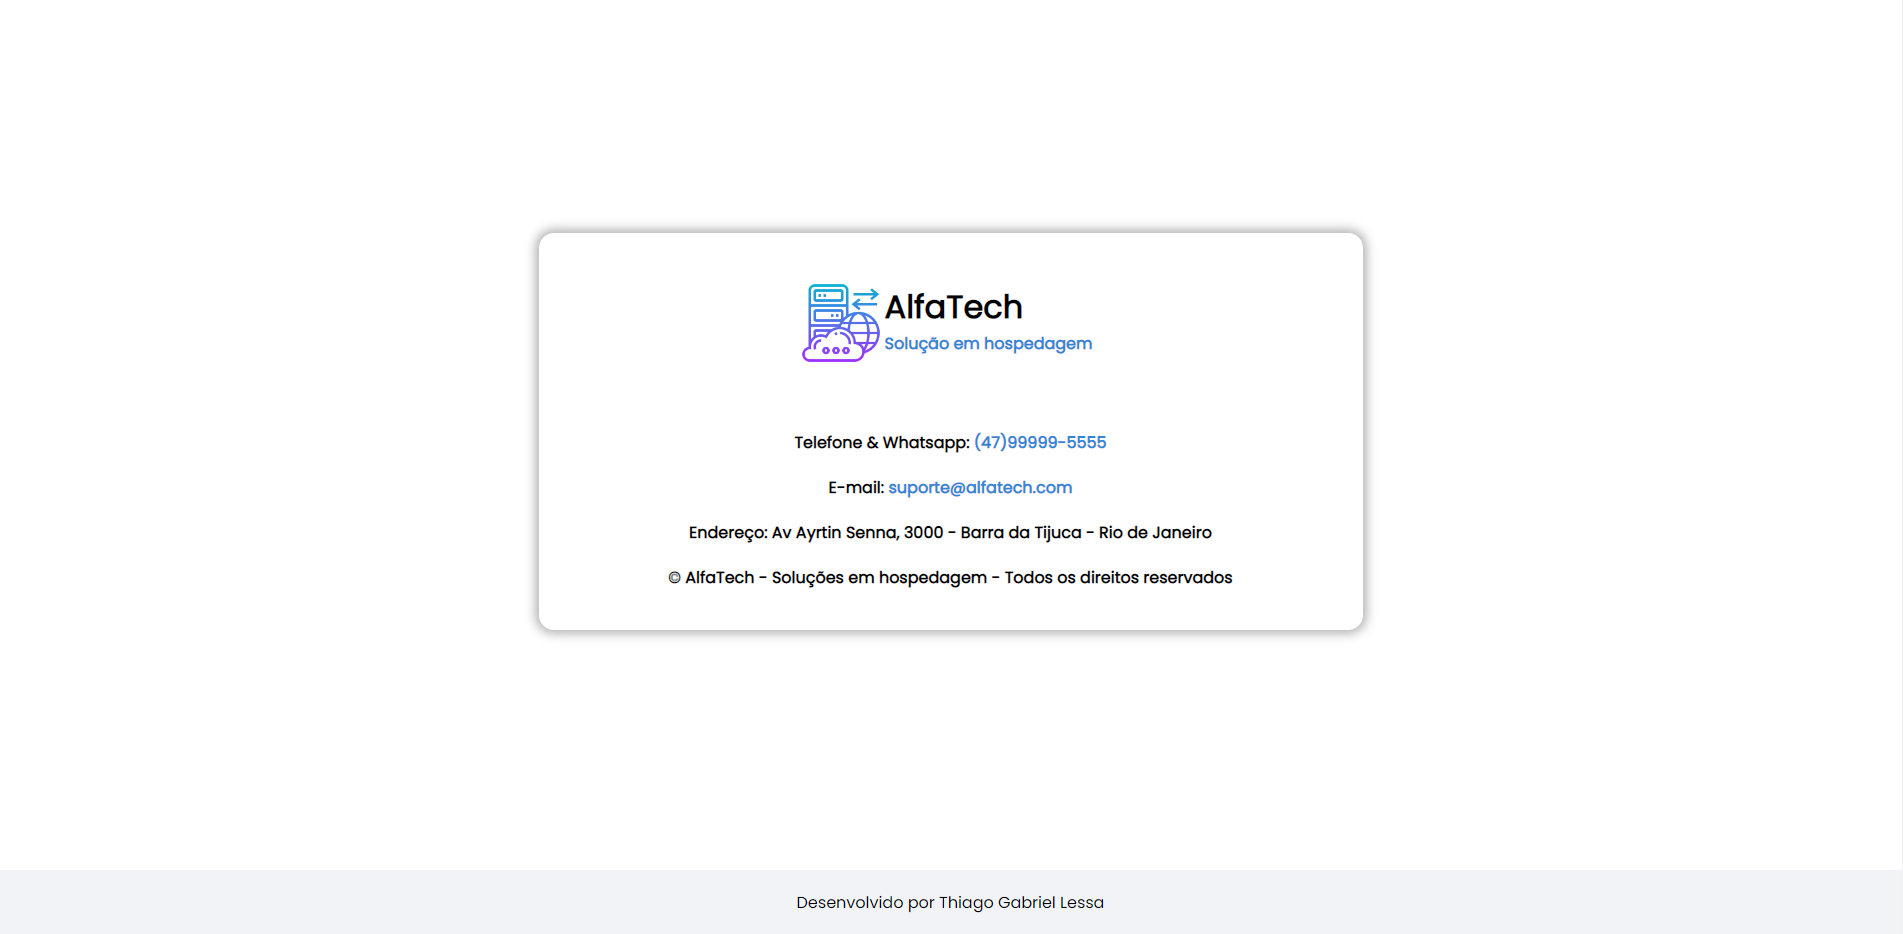 AlfaTech
Solução em hospedagem
Telefone & Whatsapp: (47)99999-5555
E-mail: suporte@alfatech.com
Endereço: Av Ayrtin Senna, 3000 - Barra da Tijuca - Rio de Janeiro
© AlfaTech - Soluções em hospedagem - Todos os direitos reservados
Desenvolvido por Thiago Gabriel Lessa